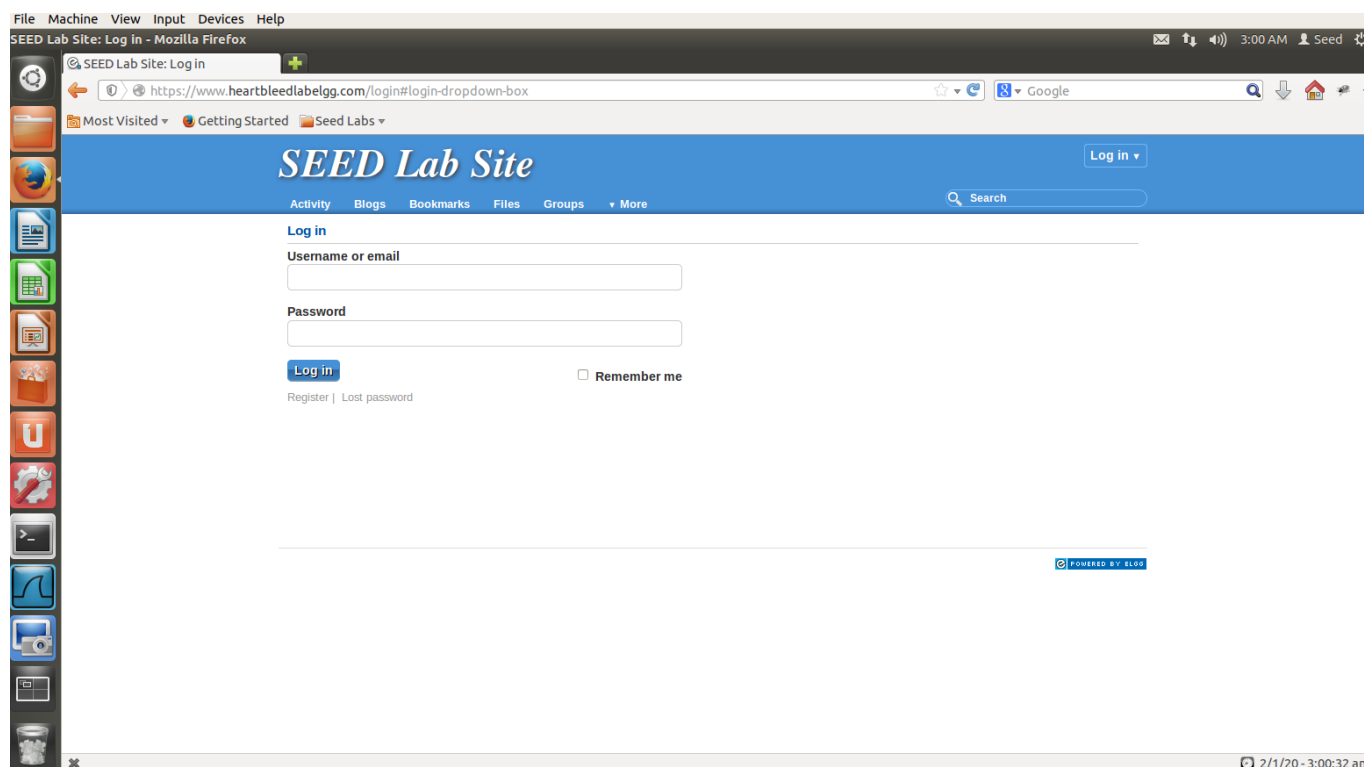 File Machine View Input Devices Help
SEED Lab Site: Log in - Mozilla Firefox 3:00 AM Seed
SEED Lab Site: Log in
https://www.heartbleedlabelgg.com/login#login-dropdown-box Google
Most Visited Getting Started Seed Labs
SEED Lab Site Log in
Activity Blogs Bookmarks Files Groups More Search
Log in
Username or email
Password
Log in Remember me
Register | Lost password
POWERED BY ELGG
2/1/20 - 3:00:32 am